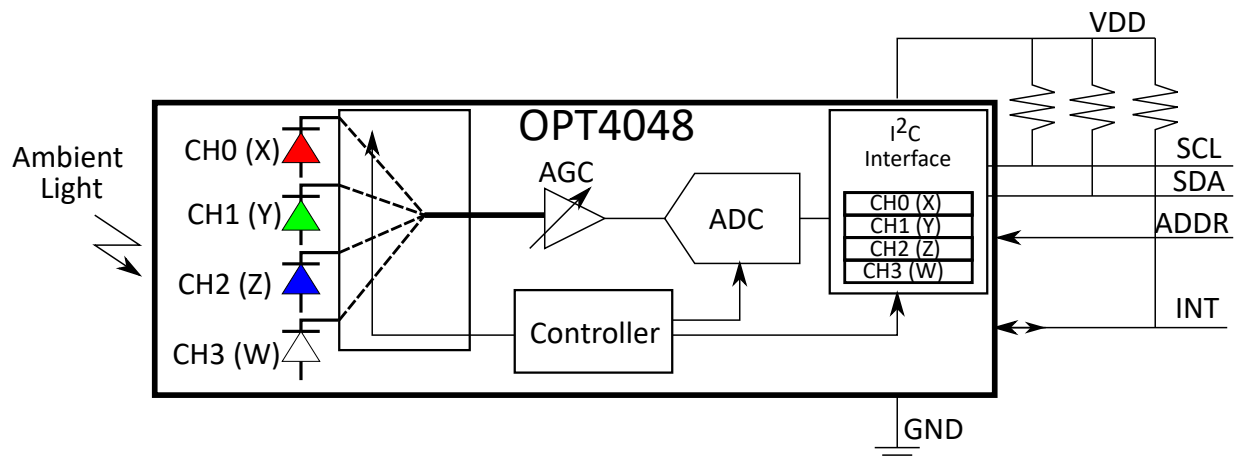 VDD
OPT4048
Ambient
Light
CH0 (X)
CH1 (Y)
CH2 (Z)
CH3 (W)
AGC
ADC
Controller
I²C
Interface
CH0 (X)
CH1 (Y)
CH2 (Z)
CH3 (W)
SCL
SDA
ADDR
INT
GND